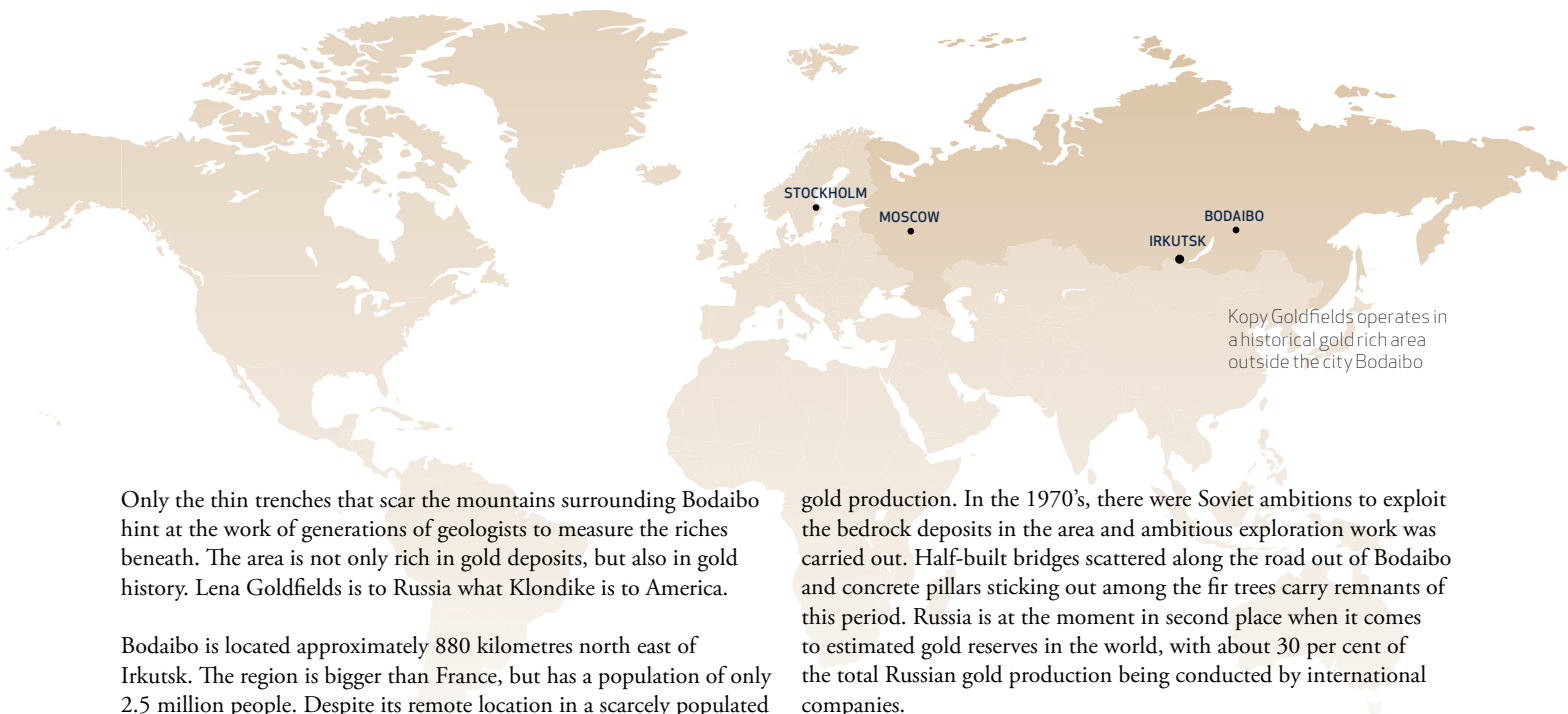 STOCKHOLM
MOSCOW
BODAIBO
IRKUTSK
Kopy Goldfields operates in
a historical gold rich area
outside the city Bodaibo
Only the thin trenches that scar the mountains surrounding Bodaibo
hint at the work of generations of geologists to measure the riches
beneath. The area is not only rich in gold deposits, but also in gold
history. Lena Goldfields is to Russia what Klondike is to America.
Bodaibo is located approximately 880 kilometres north east of
Irkutsk. The region is bigger than France, but has a population of only
2.5 million people. Despite its remote location in a scarcely populated
gold production. In the 1970's, there were Soviet ambitions to exploit
the bedrock deposits in the area and ambitious exploration work was
carried out. Half-built bridges scattered along the road out of Bodaibo
and concrete pillars sticking out among the fir trees carry remnants of
this period. Russia is at the moment in second place when it comes
to estimated gold reserves in the world, with about 30 per cent of
the total Russian gold production being conducted by international
companies.